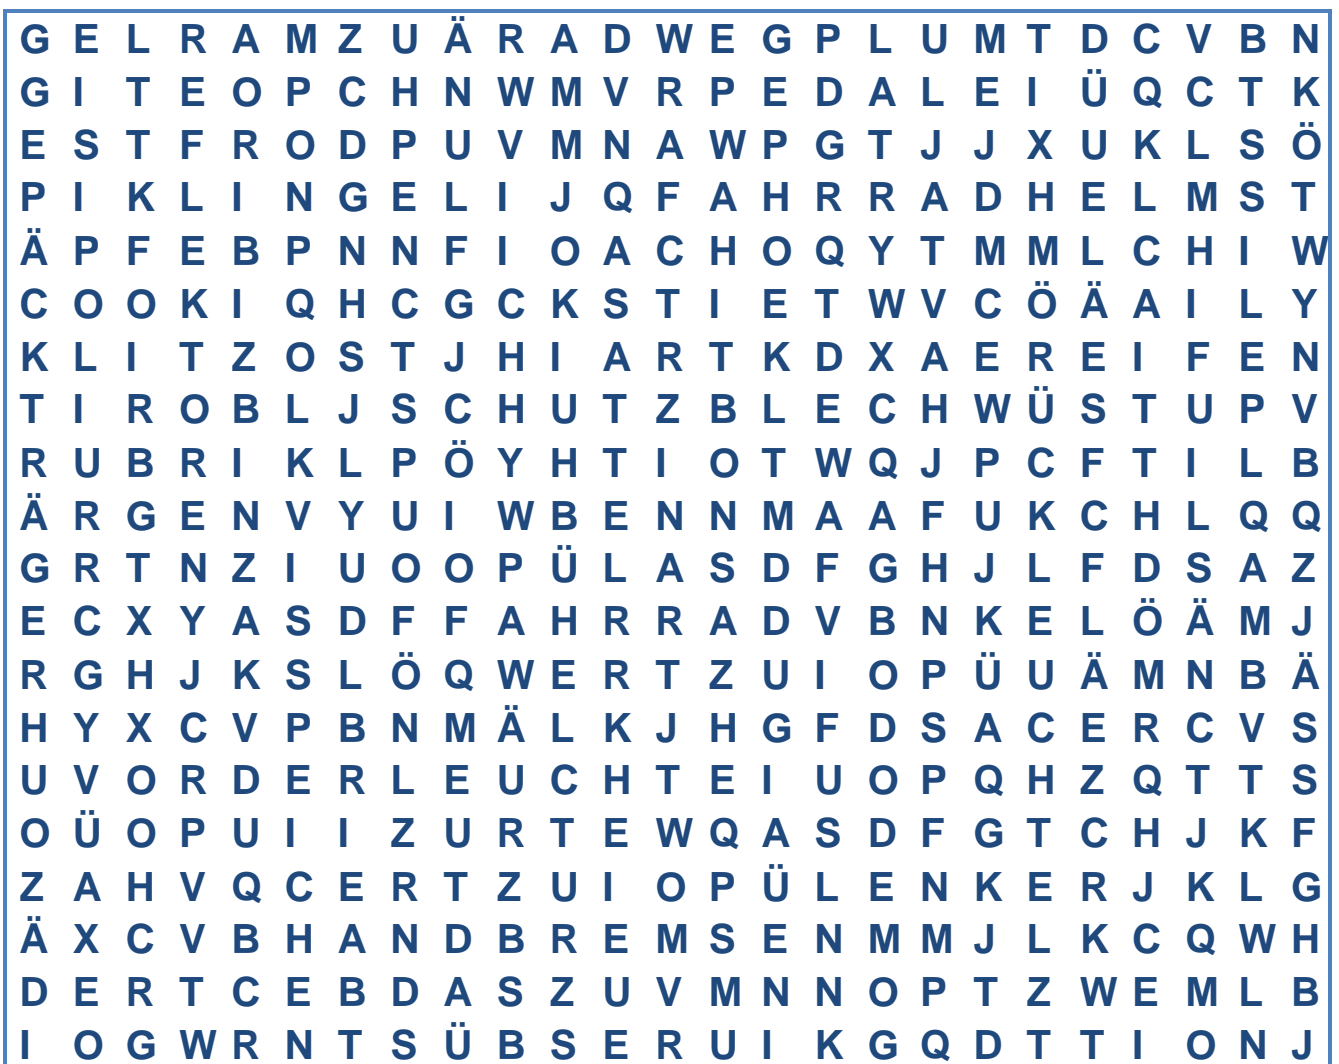 G E L R A M Z U Ä R A D W E G P L U M T D C V B N
G I T E O P C H N W M V R P E D A L E I Ü Q C T K
E S T F R O D P U V M N A W P G T J J X U K L S Ö
P I K L I N G E L I J Q F A H R R A D H E L M S T
Ä P F E B P N N F I O A C H O Q Y T M M L C H I W
C O O K I Q H C G C K S T I E T W V C Ö Ä A I L Y
K L I T Z O S T J H I A R T K D X A E R E I F E N
T I R O B L J S C H U T Z B L E C H W Ü S T U P V
R U B R I K L P Ö Y H T I O T W Q J P C F T I L B
Ä R G E N V Y U I W B E N N M A A F U K C H L Q Q
G R T N Z I U O O P Ü L A S D F G H J L F D S A Z
E C X Y A S D F F A H R R A D V B N K E L Ö Ä M J
R G H J K S L Ö Q W E R T Z U I O P Ü U Ä M N B Ä
H Y X C V P B N M Ä L K J H G F D S A C E R C V S
U V O R D E R L E U C H T E I U O P Q H Z Q T T S
O Ü O P U I I Z U R T E W Q A S D F G T C H J K F
Z A H V Q C E R T Z U I O P Ü L E N K E R J K L G
Ä X C V B H A N D B R E M S E N M M J L K C Q W H
D E R T C E B D A S Z U V M N N O P T Z W E M L B
I O G W R N T S Ü B S E R U I K G Q D T T I O N J